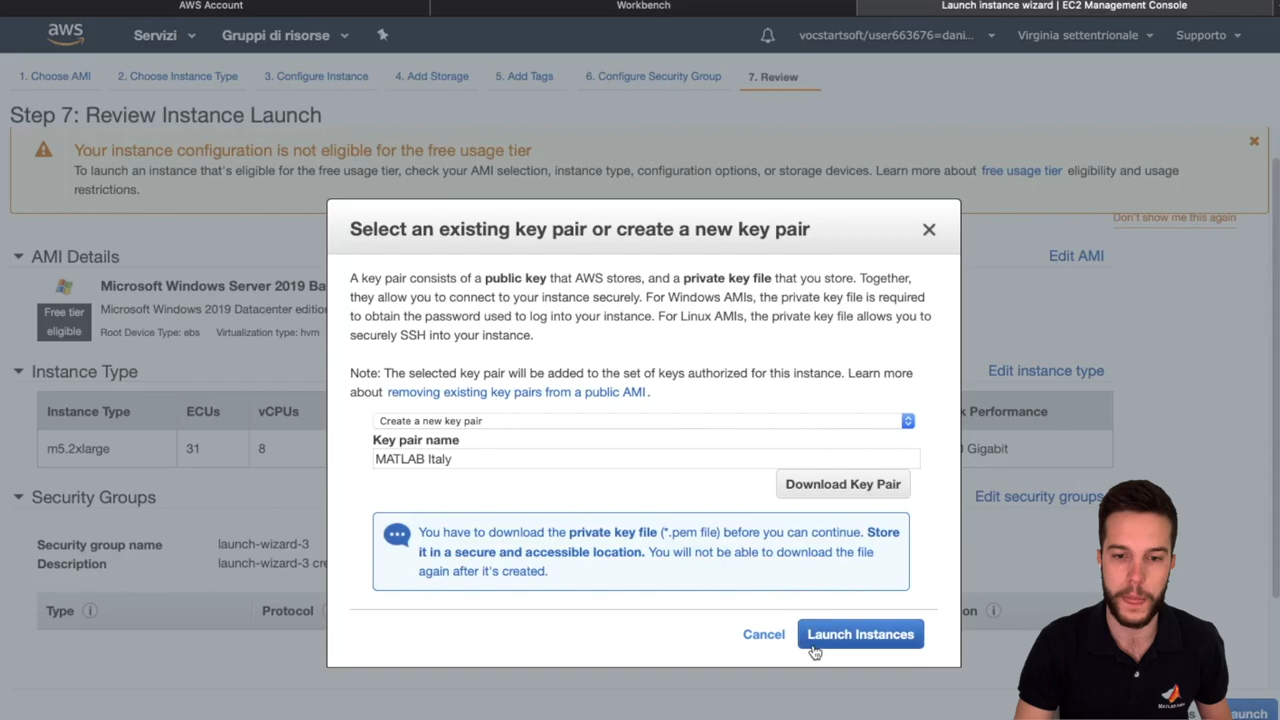 AWS Account
Workbench
Launch instance wizard | EC2 Management Console
aws
Servizi
Gruppi di risorse
vocstartsoft/user663676=dani...
Virginia settentrionale
Supporto
1. Choose AMI
2. Choose Instance Type
3. Configure Instance
4. Add Storage
5. Add Tags
6. Configure Security Group
7. Review
Step 7: Review Instance Launch
Your instance configuration is not eligible for the free usage tier
To launch an instance that's eligible for the free usage tier, check your AMI selection, instance type, configuration options, or storage devices. Learn more about free usage tier eligibility and usage
restrictions.
Don't show me this again
AMI Details
Edit AMI
Microsoft Windows Server 2019 Ba
Free tier
eligible
Microsoft Windows 2019 Datacenter edition
Root Device Type: ebs Virtualization type: hvm
Instance Type
Edit instance type
Instance Type
ECUs
vCPUs
k Performance
m5.2xlarge
31
8
Gigabit
Security Groups
Edit security groups
Security group name
launch-wizard-3
Description
launch-wizard-3 cre
Type
Protocol
on
Select an existing key pair or create a new key pair
A key pair consists of a public key that AWS stores, and a private key file that you store. Together,
they allow you to connect to your instance securely. For Windows AMIs, the private key file is required
to obtain the password used to log into your instance. For Linux AMIs, the private key file allows you to
securely SSH into your instance.
Note: The selected key pair will be added to the set of keys authorized for this instance. Learn more
about removing existing key pairs from a public AMI.
Create a new key pair
Key pair name
MATLAB Italy
Download Key Pair
You have to download the private key file (*.pem file) before you can continue. Store
it in a secure and accessible location. You will not be able to download the file
again after it's created.
Cancel
Launch Instances
aunch